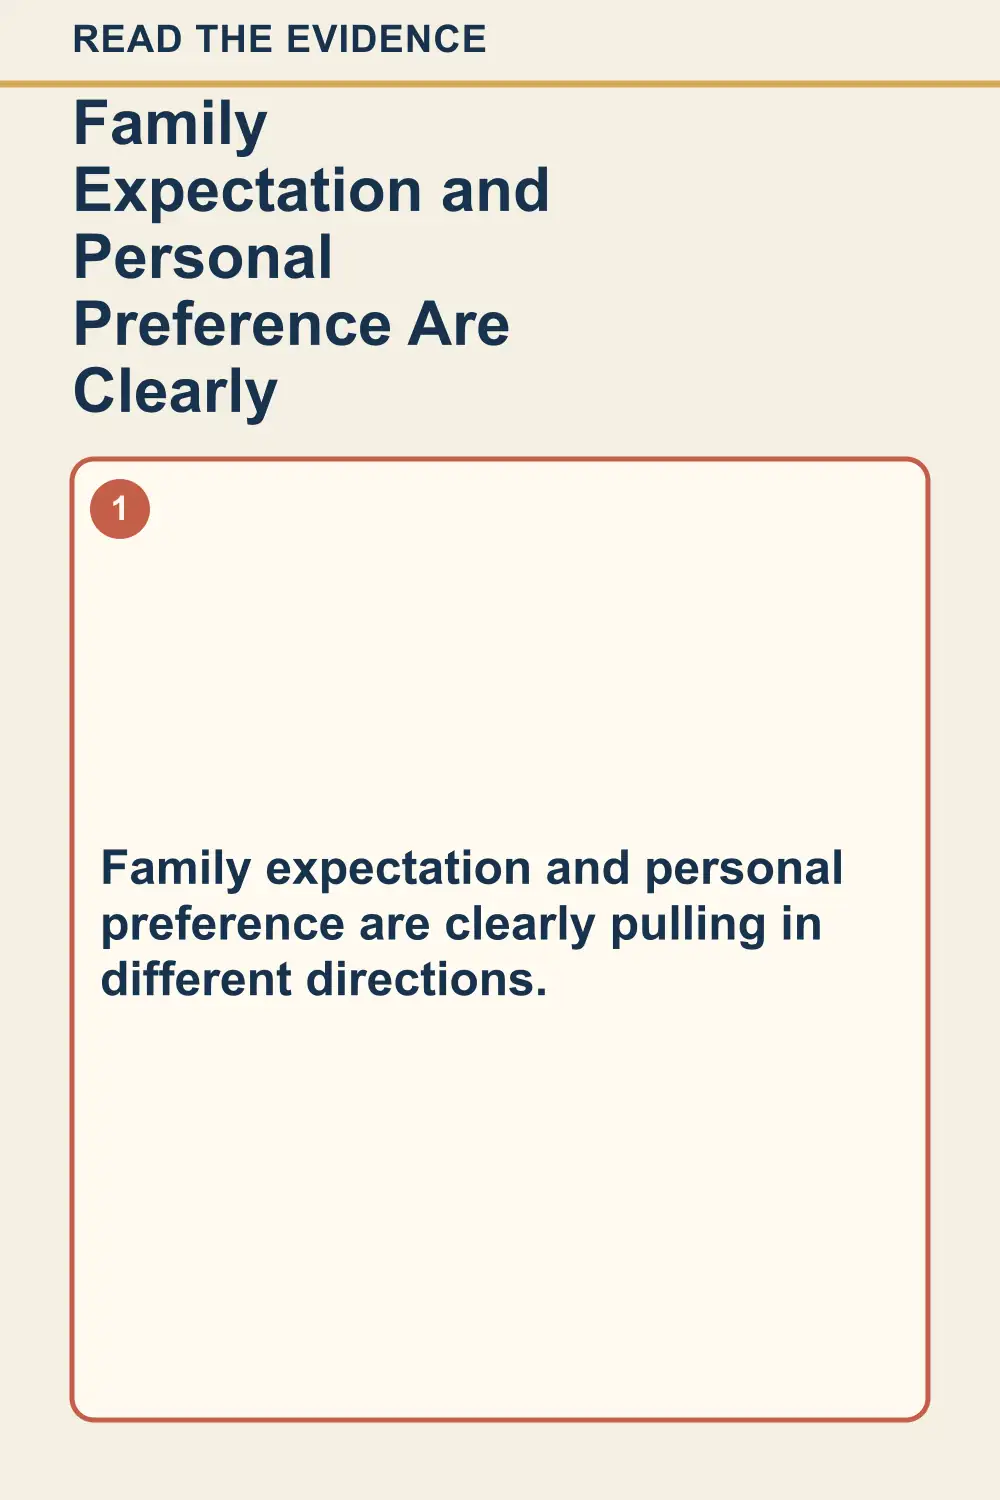 READ THE EVIDENCE
Family
Expectation and
Personal
Preference Are
Clearly
1
Family expectation and personal
preference are clearly pulling in
different directions.